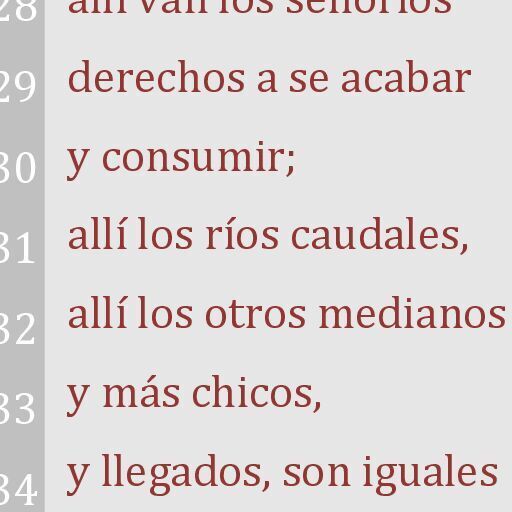 28 allí van los señoríos
29 derechos a se acabar
30 y consumir;
31 allí los ríos caudales,
32 allí los otros medianos
33 y más chicos,
34 y llegados, son iguales